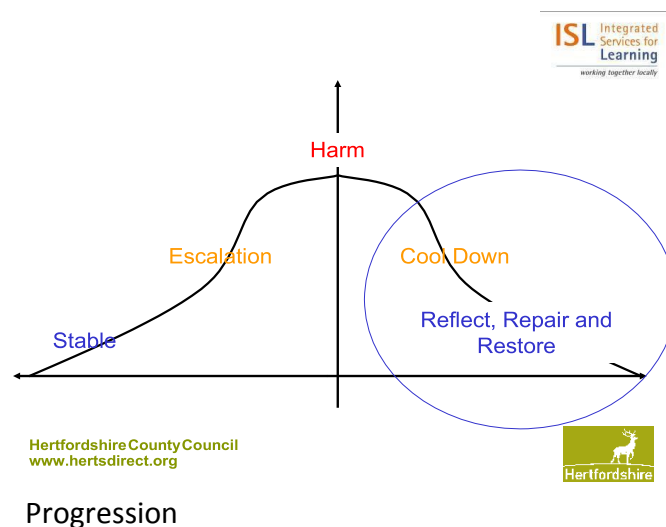 ISL Integrated
Services for
Learning
working together locally
Harm
Escalation
Cool Down
Stable
Reflect, Repair and
Restore
Hertfordshire County Council
www.hertsdirect.org
Hertfordshire
Progression